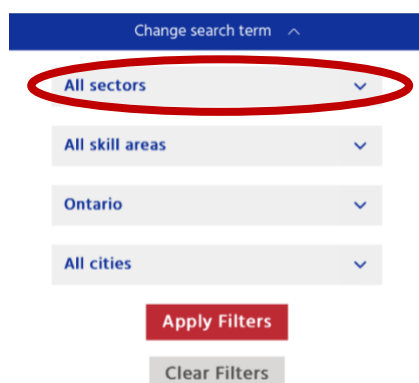 Change search term
All sectors
All skill areas
Ontario
All cities
Apply Filters
Clear Filters